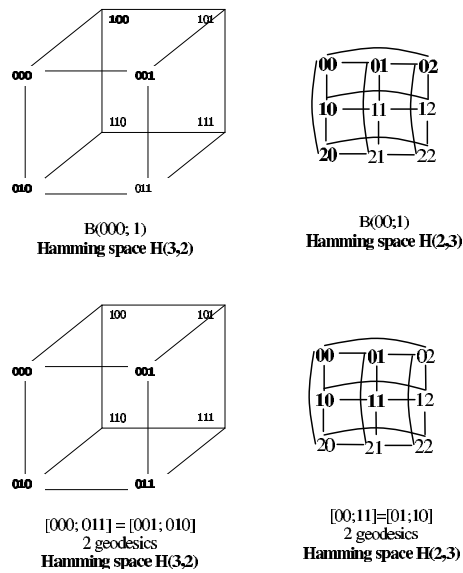 100 101
000 001
110 111
010 011
B(000; 1)
Hamming space H(3,2)
00 01 02
10 11 12
20 21 22
B(00;1)
Hamming space H(2,3)
100 101
000 001
110 111
010 011
[000; 011] = [001; 010]
2 geodesics
Hamming space H(3,2)
00 01 02
10 11 12
20 21 22
[00;11]=[01;10]
2 geodesics
Hamming space H(2,3)